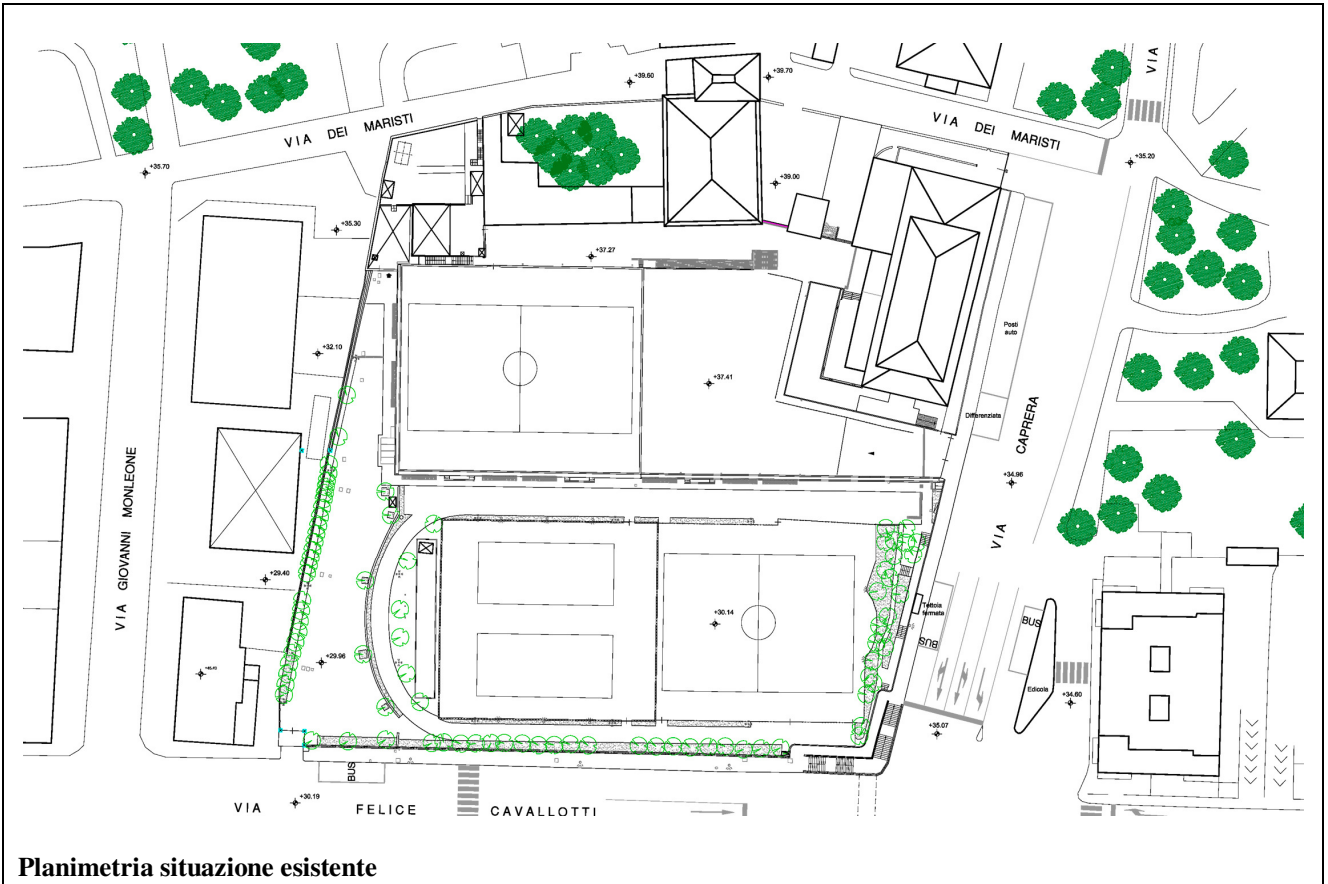 +39.60
+39.70
VIA
VIA DEI MARISTI
VIA DEI MARISTI
+35.70
+35.20
+39.00
+35.30
+37.27
Posti
auto
+32.10
+37.41
Differenziata
VIA CAPRERA
VIA GIOVANNI MONLEONE
+34.96
+29.40
+30.14
Tettoia
fermata
BUS
BUS
Edicola
+29.96
+34.60
+35.07
BUS
+30.19
VIA FELICE CAVALLOTTI
Planimetria situazione esistente